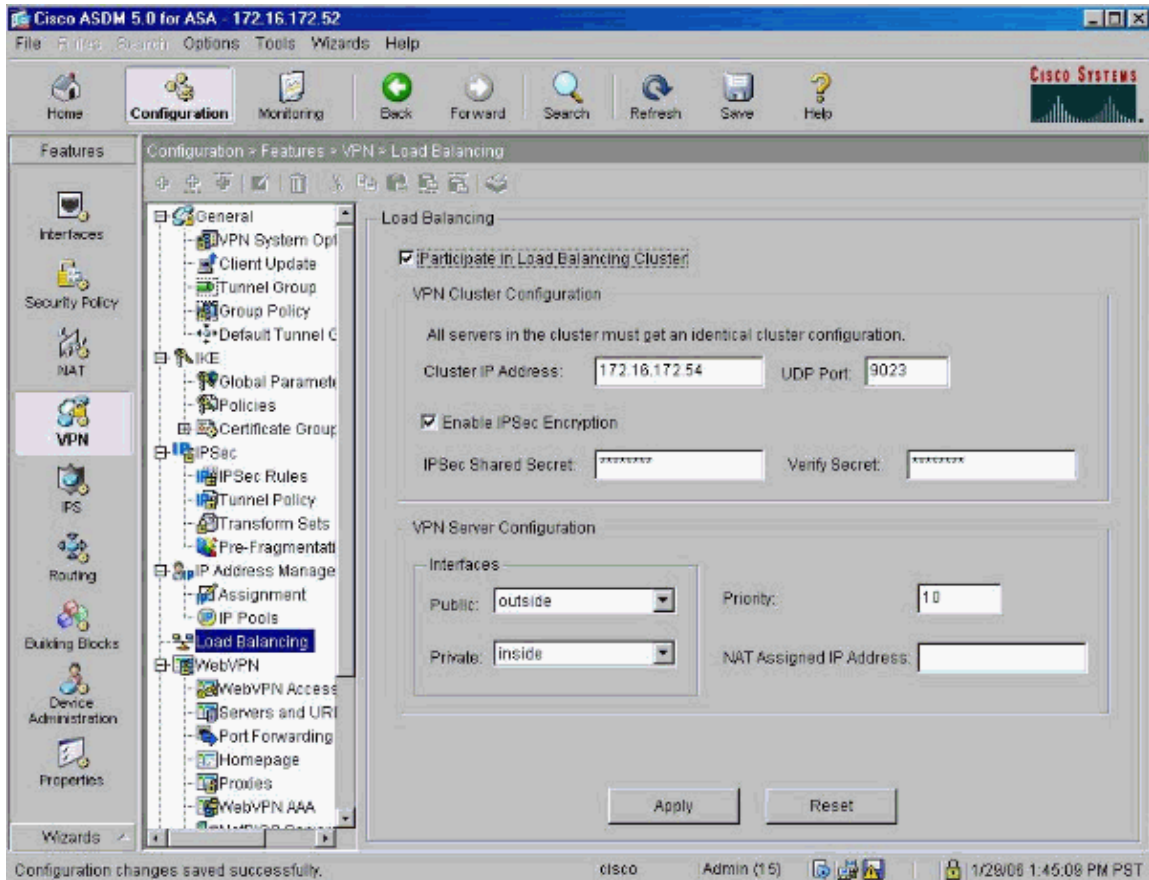 Cisco ASDM 5.0 for ASA - 172.16.172.52
File Rules Search Options Tools Wizards Help
Home Configuration Monitoring Back Forward Search Refresh Save Help
CISCO SYSTEMS
Features
Configuration > Features > VPN > Load Balancing
Interfaces
Security Policy
NAT
VPN
IPS
Routing
Building Blocks
Device
Administration
Properties
Wizards
General
VPN System Opt
Client Update
Tunnel Group
Group Policy
Default Tunnel G
IKE
Global Paramete
Policies
Certificate Group
IPSec
IPSec Rules
Tunnel Policy
Transform Sets
Pre-Fragmentati
IP Address Manage
Assignment
IP Pools
Load Balancing
WebVPN
WebVPN Access
Servers and URL
Port Forwarding
Homepage
Proxies
WebVPN AAA
Load Balancing
Participate in Load Balancing Cluster
VPN Cluster Configuration
All servers in the cluster must get an identical cluster configuration.
Cluster IP Address: 172.16.172.54 UDP Port: 9023
Enable IPSec Encryption
IPSec Shared Secret: ******** Verify Secret: ********
VPN Server Configuration
Interfaces
Public: outside Priority: 10
Private: inside NAT Assigned IP Address:
Apply Reset
Configuration changes saved successfully. cisco Admin (15) 1/29/06 1:45:09 PM PST